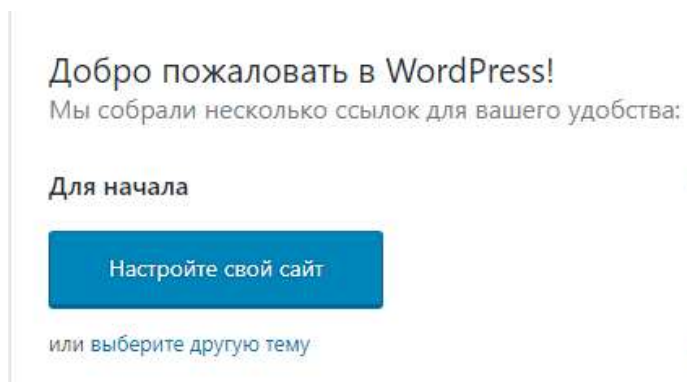 Добро пожаловать в WordPress!
Мы собрали несколько ссылок для вашего удобства:
Для начала
Настройте свой сайт
или выберите другую тему